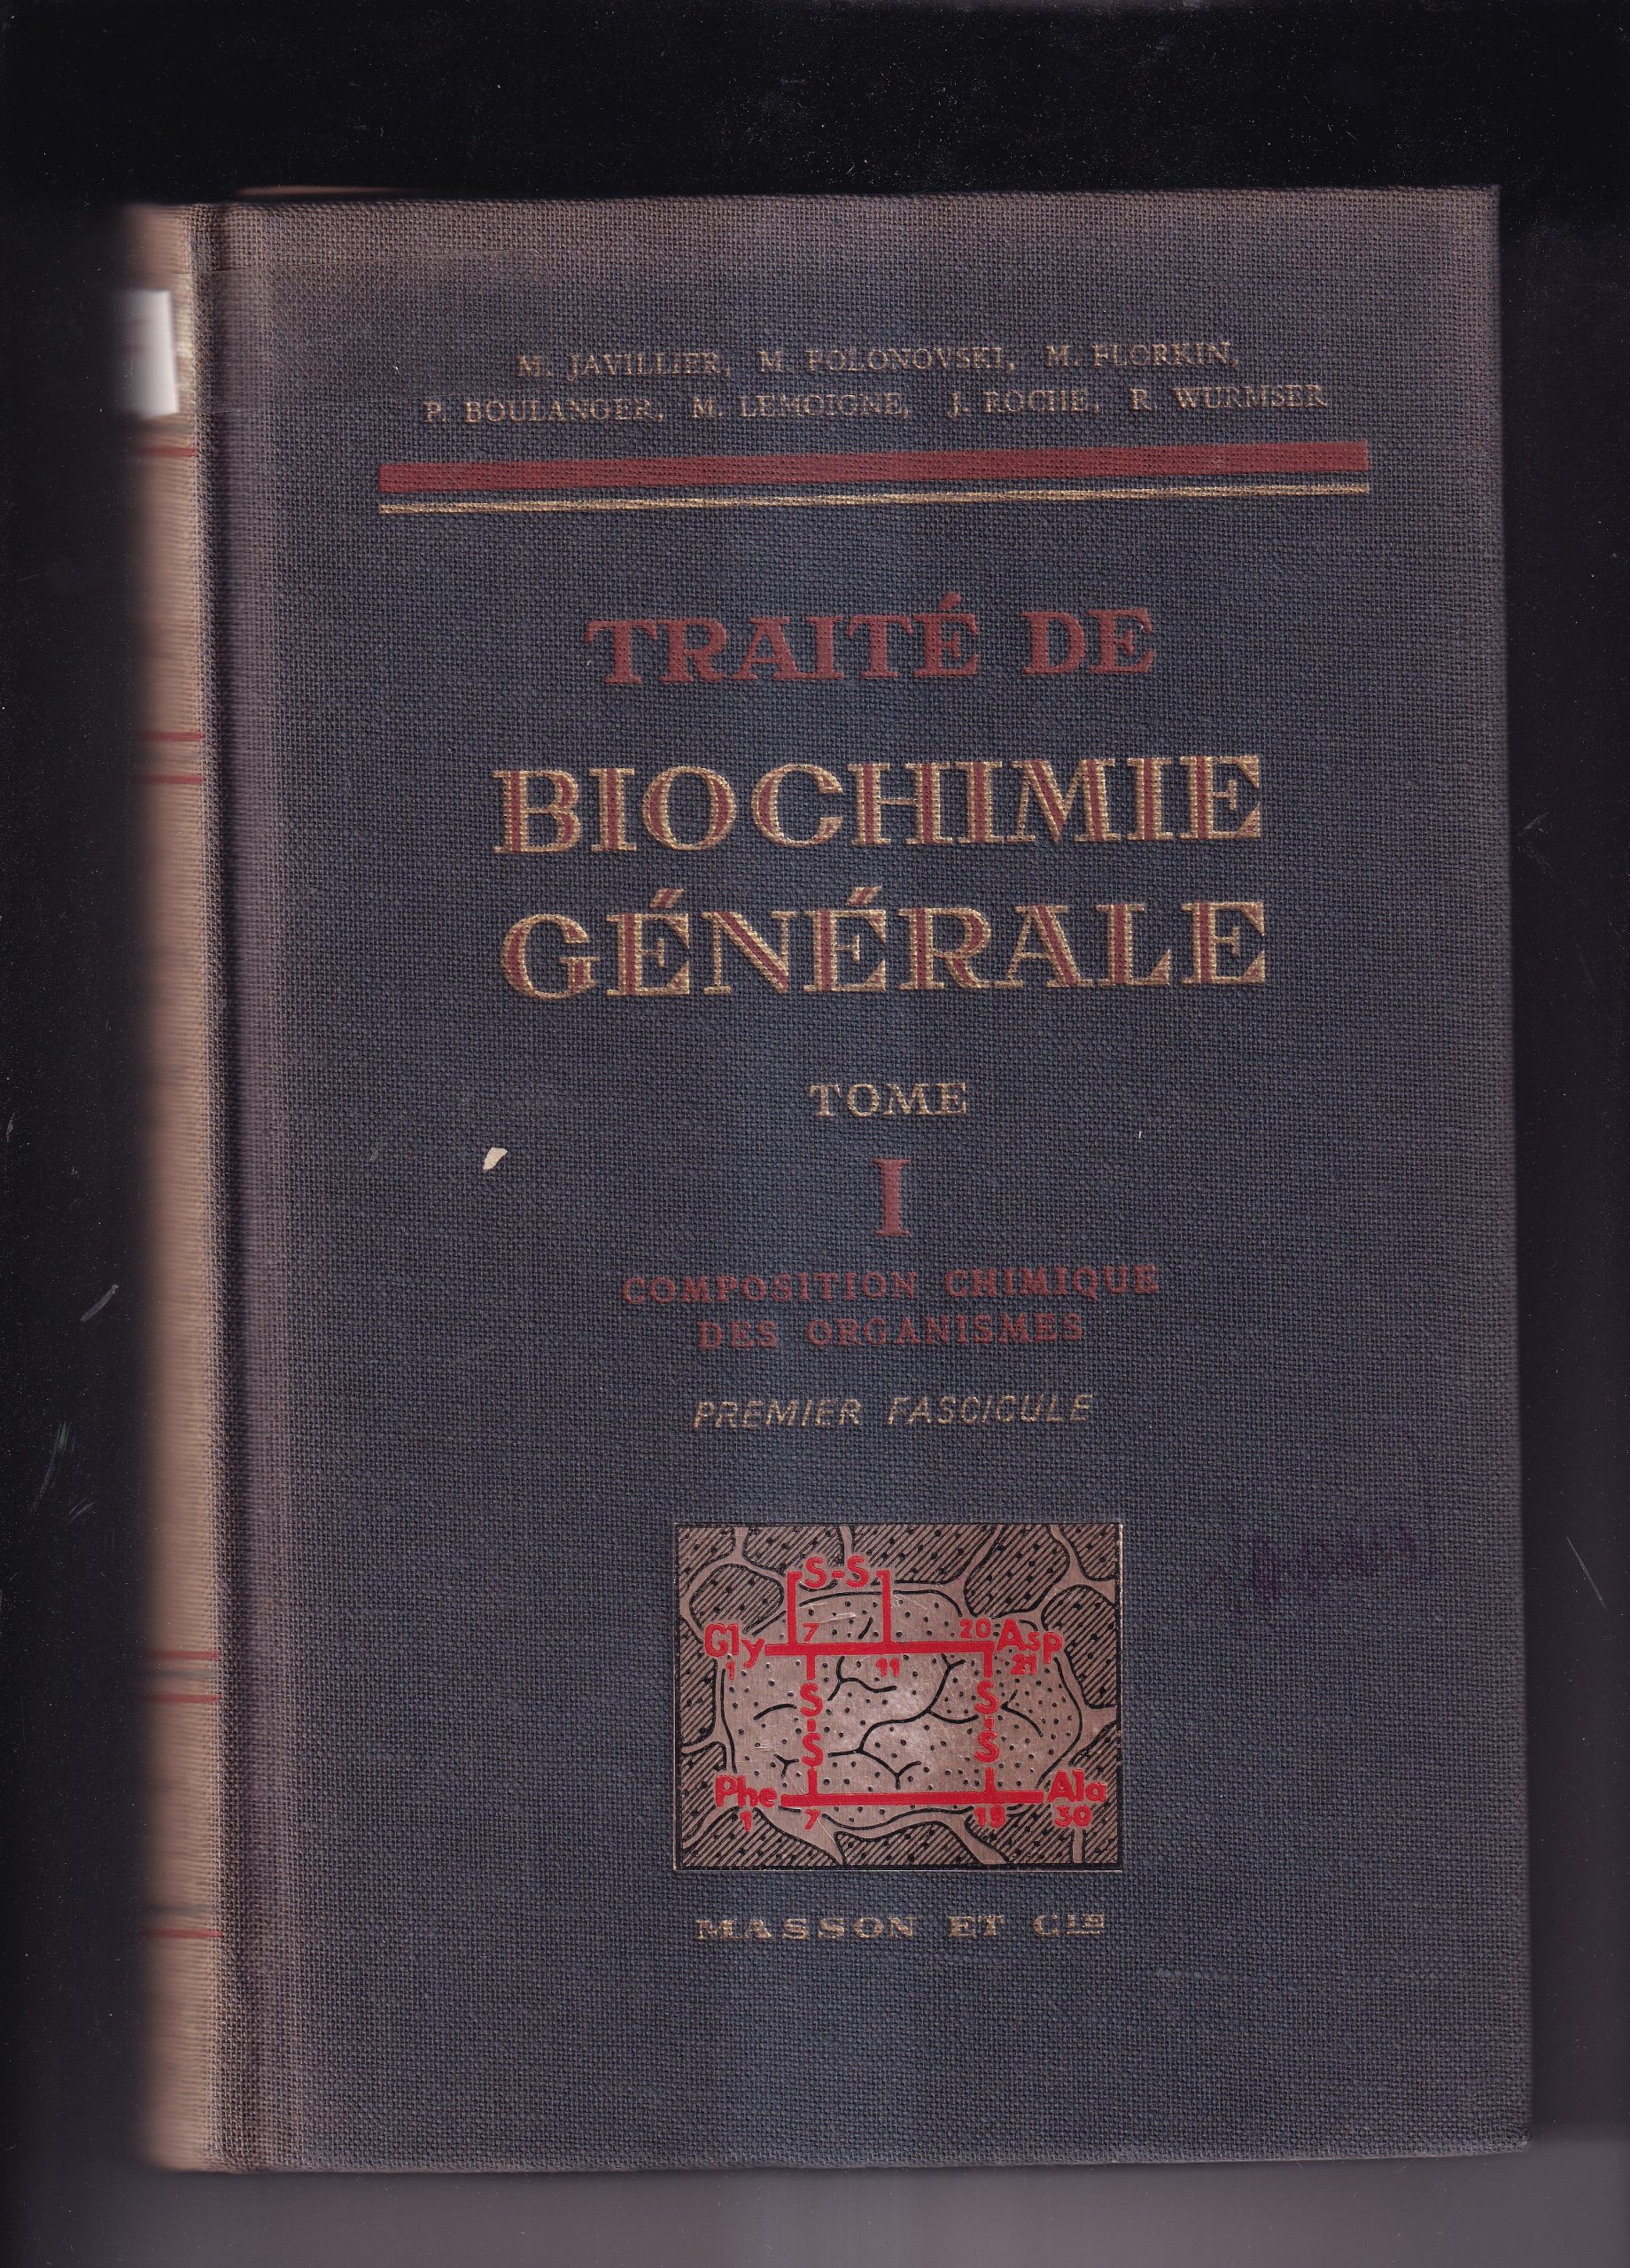 M. JAVILLIER, M. POLONOVSKI, M. FLORKIN,
P. BOULANGER, M. LEMOIGNE, J. ROCHE, R. WURMSER
TRAITÉ DE
BIOCHIMIE
GÉNÉRALE
TOME
I
COMPOSITION CHIMIQUE
DES ORGANISMES
PREMIER FASCICULE
S-S
Gly 7 20 Asp
1 11 21
S S
S S
Phe Ala
1 7 19 30
MASSON ET Cie